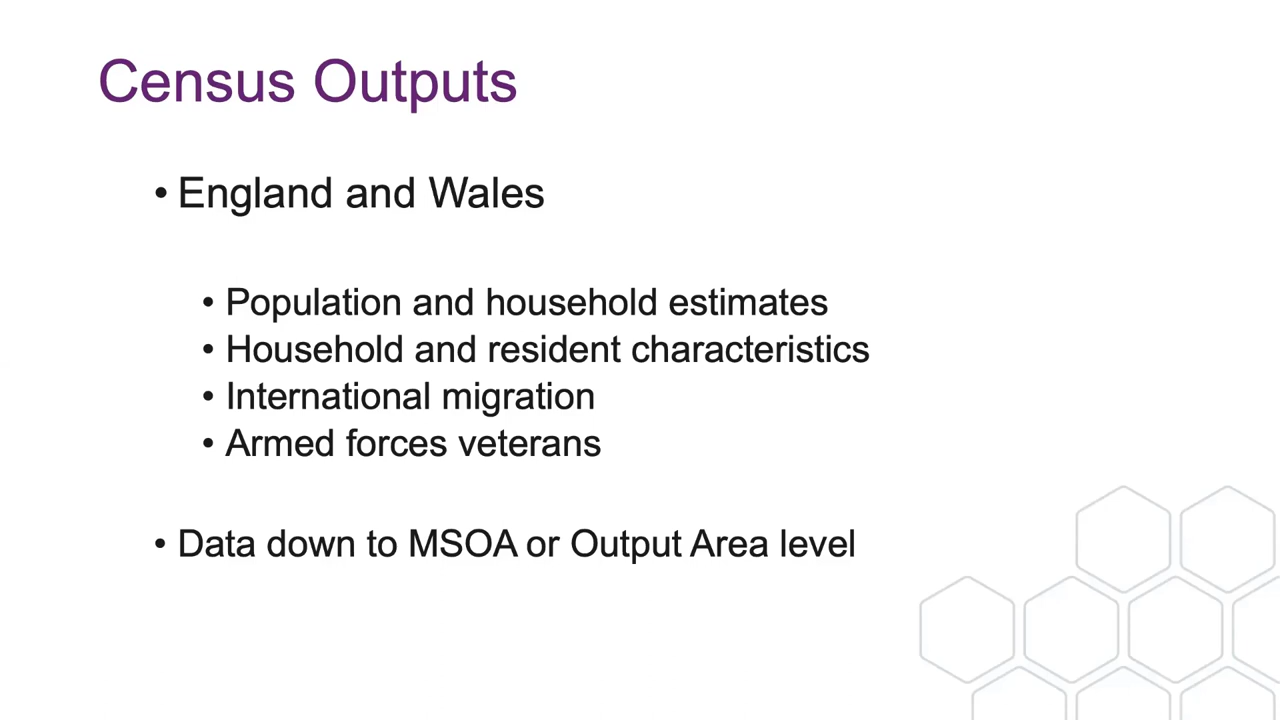 Census Outputs
• England and Wales
• Population and household estimates
• Household and resident characteristics
• International migration
• Armed forces veterans
• Data down to MSOA or Output Area level